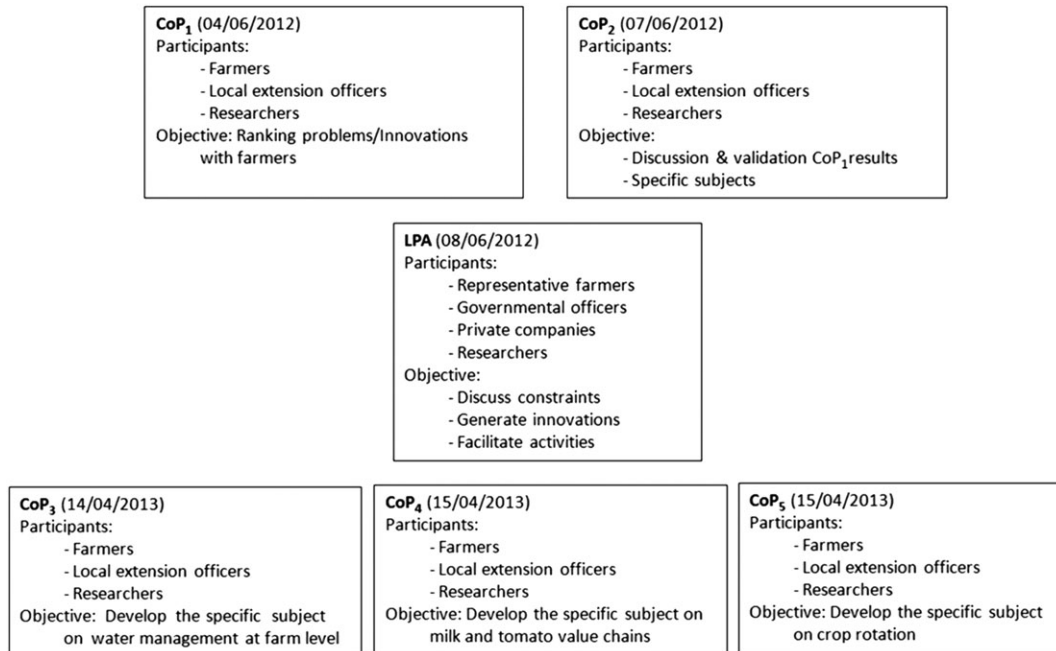 CoP₁ (04/06/2012)
Participants:
- Farmers
- Local extension officers
- Researchers
Objective: Ranking problems/Innovations
with farmers
CoP₂ (07/06/2012)
Participants:
- Farmers
- Local extension officers
- Researchers
Objective:
- Discussion & validation CoP₁results
- Specific subjects
LPA (08/06/2012)
Participants:
- Representative farmers
- Governmental officers
- Private companies
- Researchers
Objective:
- Discuss constraints
- Generate innovations
- Facilitate activities
CoP₃ (14/04/2013)
Participants:
- Farmers
- Local extension officers
- Researchers
Objective: Develop the specific subject
on water management at farm level
CoP₄ (15/04/2013)
Participants:
- Farmers
- Local extension officers
- Researchers
Objective: Develop the specific subject on
milk and tomato value chains
CoP₅ (15/04/2013)
Participants:
- Farmers
- Local extension officers
- Researchers
Objective: Develop the specific subject
on crop rotation